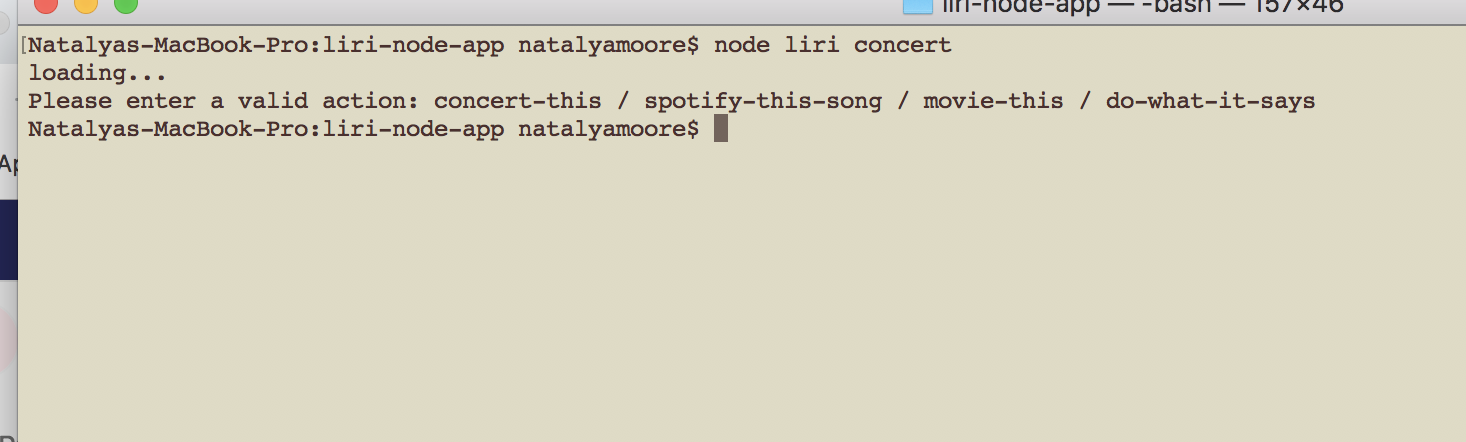 liri-node-app — -bash — 157×46
Natalyas-MacBook-Pro:liri-node-app natalyamoore$ node liri concert
loading...
Please enter a valid action: concert-this / spotify-this-song / movie-this / do-what-it-says
Natalyas-MacBook-Pro:liri-node-app natalyamoore$